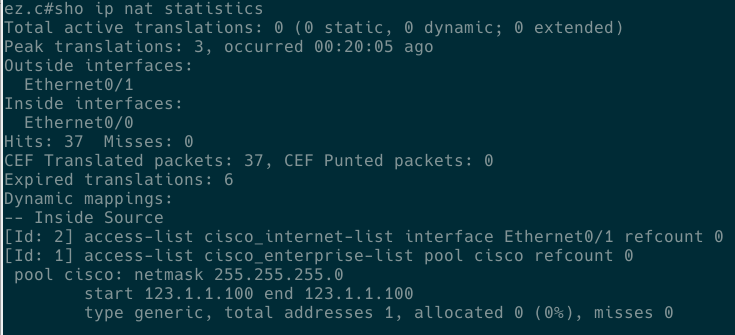 ez.c#sho ip nat statistics
Total active translations: 0 (0 static, 0 dynamic; 0 extended)
Peak translations: 3, occurred 00:20:05 ago
Outside interfaces:
  Ethernet0/1
Inside interfaces:
  Ethernet0/0
Hits: 37  Misses: 0
CEF Translated packets: 37, CEF Punted packets: 0
Expired translations: 6
Dynamic mappings:
-- Inside Source
[Id: 2] access-list cisco_internet-list interface Ethernet0/1 refcount 0
[Id: 1] access-list cisco_enterprise-list pool cisco refcount 0
 pool cisco: netmask 255.255.255.0
        start 123.1.1.100 end 123.1.1.100
        type generic, total addresses 1, allocated 0 (0%), misses 0